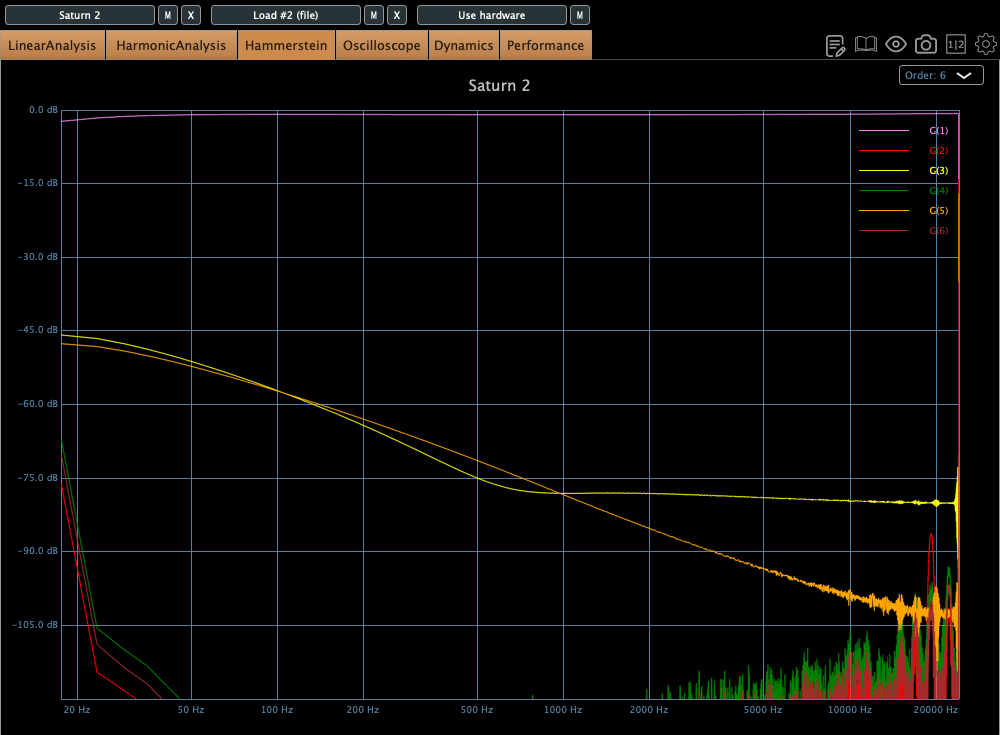 Saturn 2 M X Load #2 (file) M X Use hardware M
LinearAnalysis HarmonicAnalysis Hammerstein Oscilloscope Dynamics Performance 1|2
Order: 6
Saturn 2
0.0 dB
G(1)
G(2)
G(3)
-15.0 dB
G(4)
G(5)
G(6)
-30.0 dB
-45.0 dB
-60.0 dB
-75.0 dB
-90.0 dB
-105.0 dB
20 Hz 50 Hz 100 Hz 200 Hz 500 Hz 1000 Hz 2000 Hz 5000 Hz 10000 Hz 20000 Hz